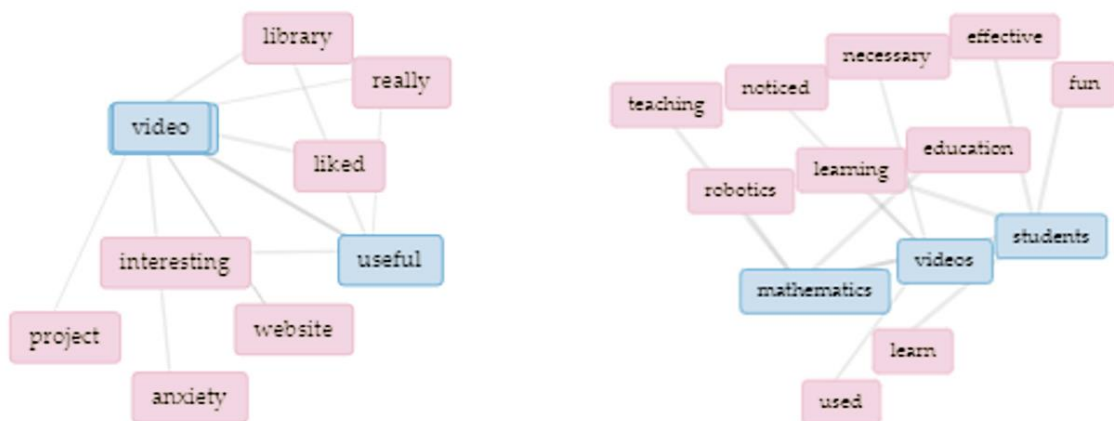 library
really
video
liked
interesting
useful
project
website
anxiety
effective
necessary
fun
noticed
teaching
education
learning
robotics
students
videos
mathematics
learn
used